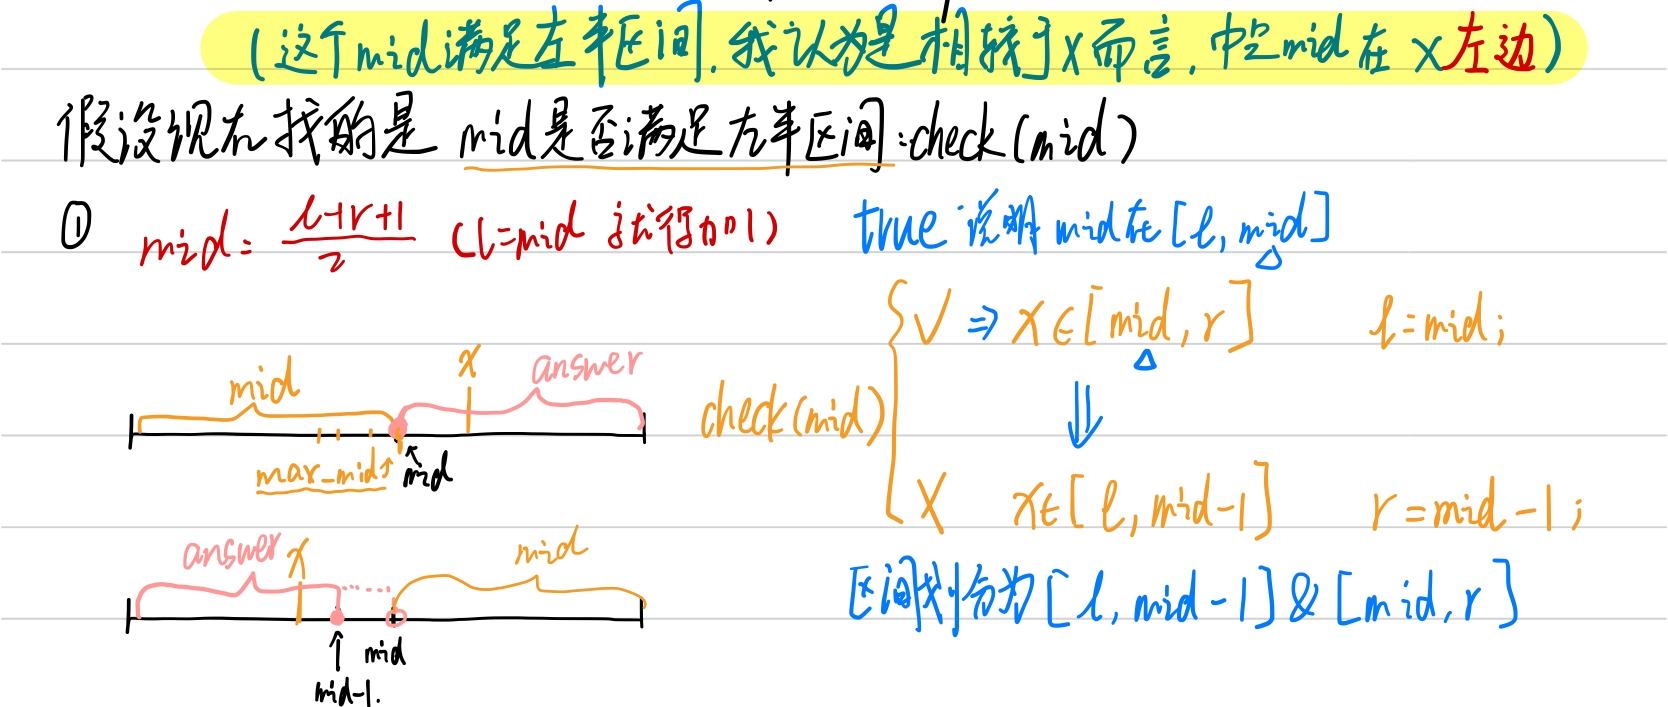 (这个mid满足左半区间,我认为是相较于x而言,中心mid在x左边)
假设现在找的是 mid是否满足左半区间:check(mid)
① mid = l+r+1 / 2 (l=mid 就得加1) true 说明 mid在[l, mid]
√ ⇒ x∈[mid, r] l=mid;
mid x answer
check(mid)
⇓
max_mid↑ mid
X x∈[l, mid-1] r=mid-1;
answer x mid
区间划分为[l, mid-1]&[mid, r]
↑ mid
mid-1.